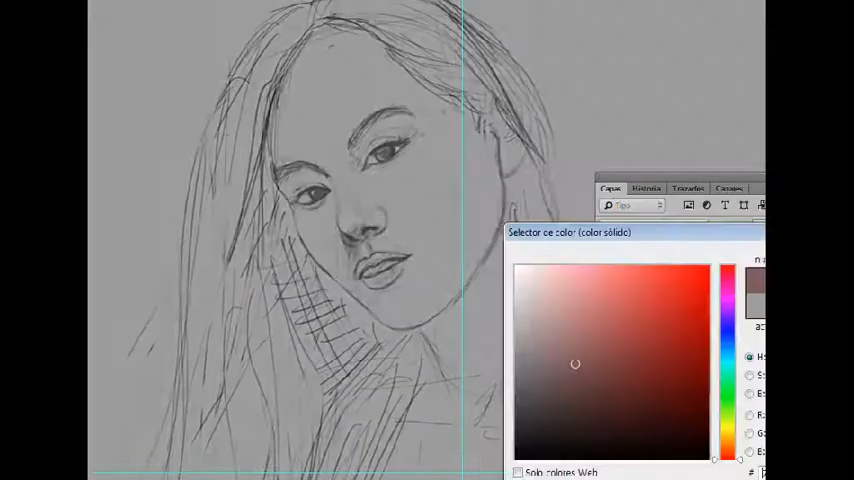 Capas Historia Trazados Canales
Tipo
Selector de color (color sólido)
H:
S:
B:
R:
G:
B:
Solo colores Web
#